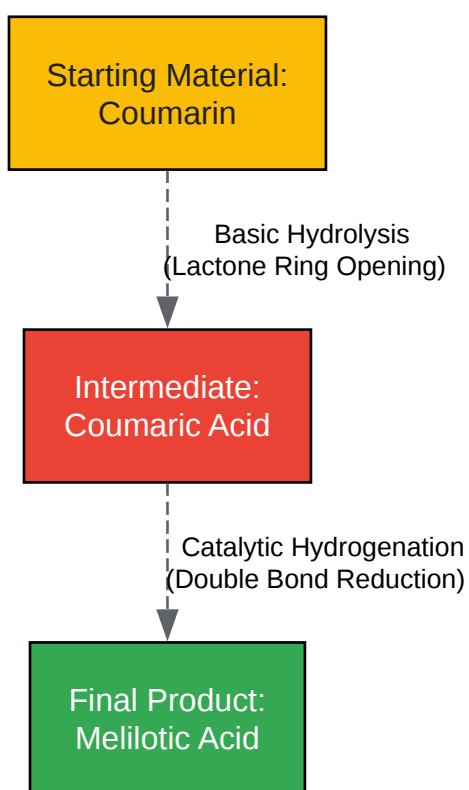 Starting Material:
Coumarin
Basic Hydrolysis
(Lactone Ring Opening)
Intermediate:
Coumaric Acid
Catalytic Hydrogenation
(Double Bond Reduction)
Final Product:
Melilotic Acid